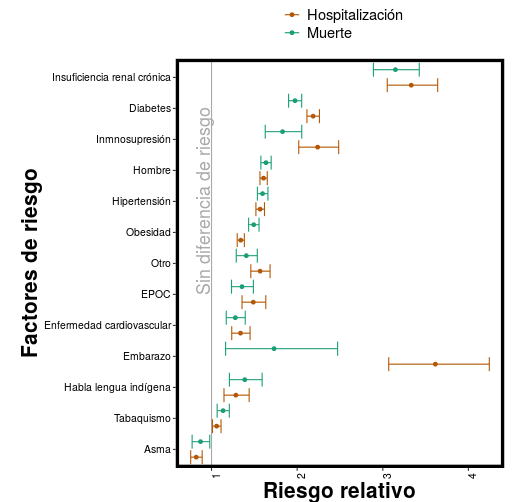 Hospitalización
Muerte
Insuficiencia renal crónica
Diabetes
Inmnosupresión
Hombre
Hipertensión
Obesidad
Otro
EPOC
Enfermedad cardiovascular
Embarazo
Habla lengua indígena
Tabaquismo
Asma
Factores de riesgo
Sin diferencia de riesgo
1
2
3
4
Riesgo relativo